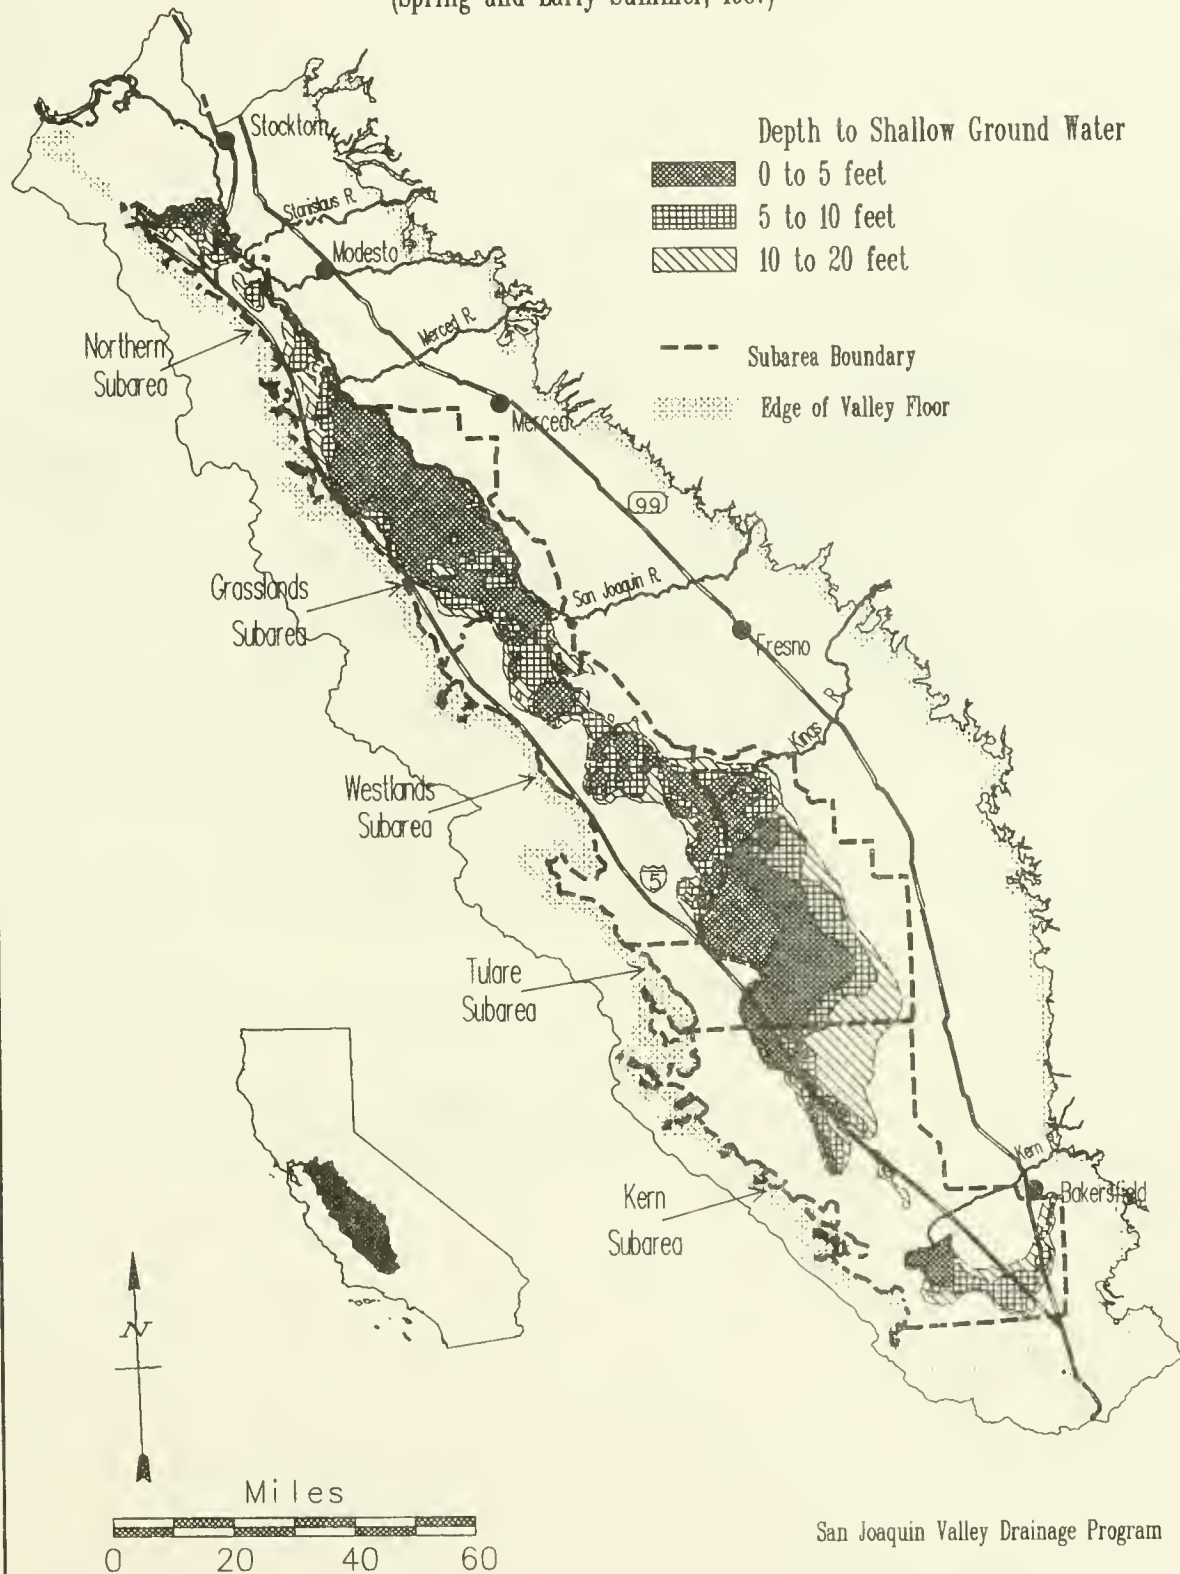 (Spring and Early Summer, 1987)
Stockton
Depth to Shallow Ground Water
0 to 5 feet
5 to 10 feet
10 to 20 feet
Stanislaus R.
Modesto
Merced R.
Northern
Subarea
Subarea Boundary
Edge of Valley Floor
Merced
99
Grasslands
Subarea
San Joaquin R.
Fresno
Kings R.
Westlands
Subarea
5
Tulare
Subarea
Kern
Bakersfield
Kern
Subarea
N
Miles
0 20 40 60
San Joaquin Valley Drainage Program